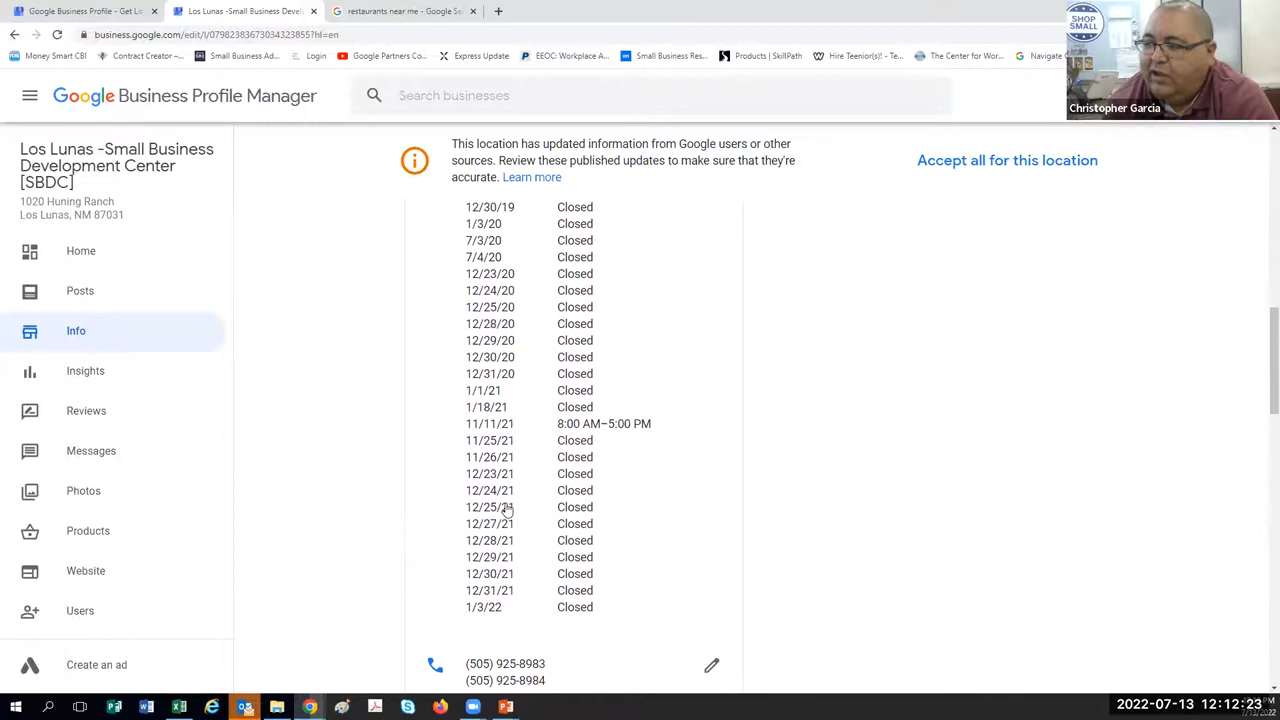 Google Business Profile - Get Lis
Los Lunas -Small Business Develo
restaurants near me - Google Sea
business.google.com/edit/l/07982383673034323855?hl=en
Money Smart CBI
Contract Creator –...
Small Business Ad...
Login
Godaddy Partners Co...
Express Update
EEOC: Workplace A...
Small Business Res...
Products | SkillPath
Hire Teenior(s)! - Te...
The Center for Wor...
Navigate
SHOP
SMALL
Christopher Garcia
Google Business Profile Manager
Search businesses
Los Lunas -Small Business
Development Center
[SBDC]
1020 Huning Ranch
Los Lunas, NM 87031
Home
Posts
Info
Insights
Reviews
Messages
Photos
Products
Website
Users
Create an ad
This location has updated information from Google users or other
sources. Review these published updates to make sure that they're
accurate. Learn more
Accept all for this location
12/30/19 Closed
1/3/20 Closed
7/3/20 Closed
7/4/20 Closed
12/23/20 Closed
12/24/20 Closed
12/25/20 Closed
12/28/20 Closed
12/29/20 Closed
12/30/20 Closed
12/31/20 Closed
1/1/21 Closed
1/18/21 Closed
11/11/21 8:00 AM–5:00 PM
11/25/21 Closed
11/26/21 Closed
12/23/21 Closed
12/24/21 Closed
12/25/21 Closed
12/27/21 Closed
12/28/21 Closed
12/29/21 Closed
12/30/21 Closed
12/31/21 Closed
1/3/22 Closed
(505) 925-8983
(505) 925-8984
2022-07-13 12:12:23